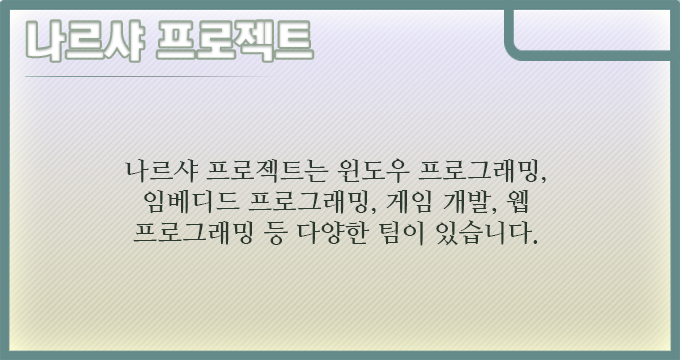 나르샤 프로젝트
나르샤 프로젝트는 윈도우 프로그래밍,
임베디드 프로그래밍, 게임 개발, 웹
프로그래밍 등 다양한 팀이 있습니다.